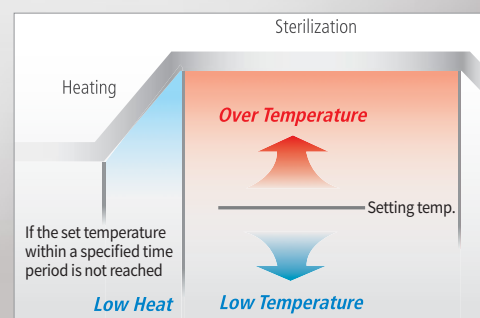 Sterilization
Heating
Over Temperature
Setting temp.
If the set temperature
within a specified time
period is not reached
Low Heat
Low Temperature